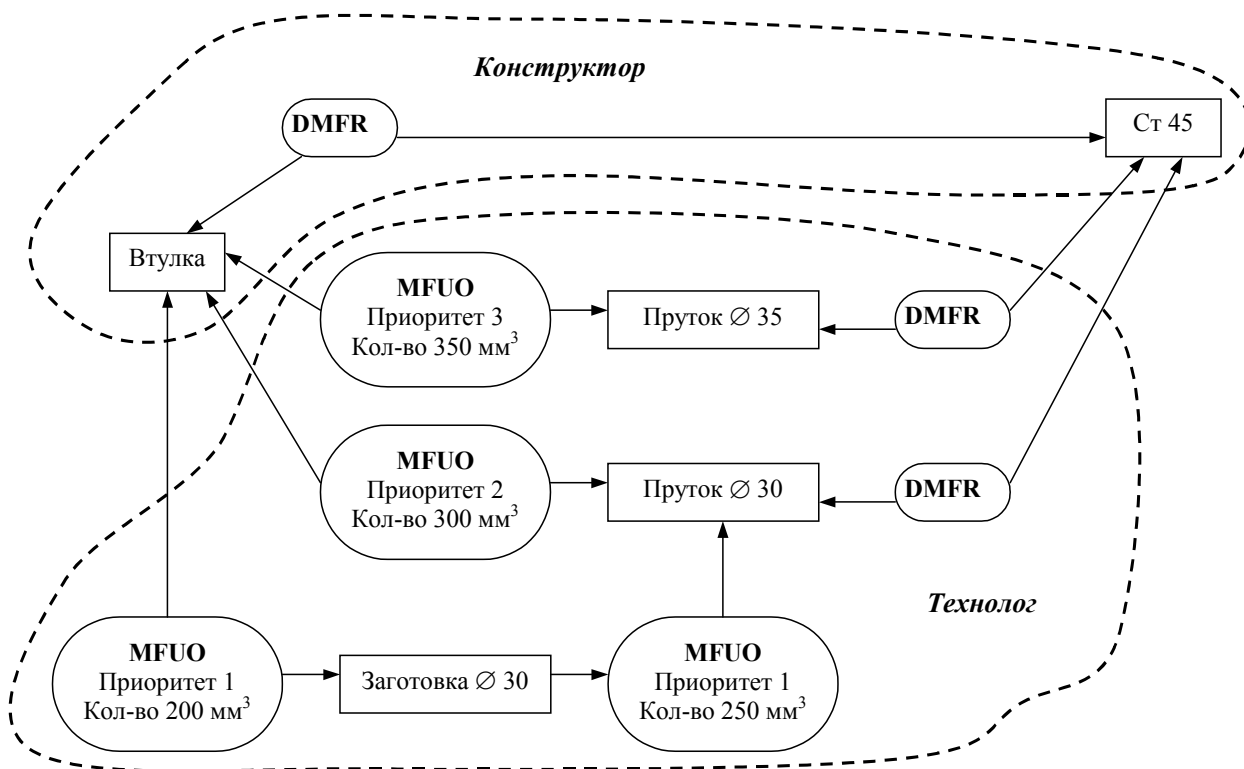 Конструктор
DMFR
Ст 45
Втулка
MFUO
Приоритет 3
Кол-во 350 мм³
Пруток ∅ 35
DMFR
MFUO
Приоритет 2
Кол-во 300 мм³
Пруток ∅ 30
DMFR
Технолог
MFUO
Приоритет 1
Кол-во 200 мм³
Заготовка ∅ 30
MFUO
Приоритет 1
Кол-во 250 мм³